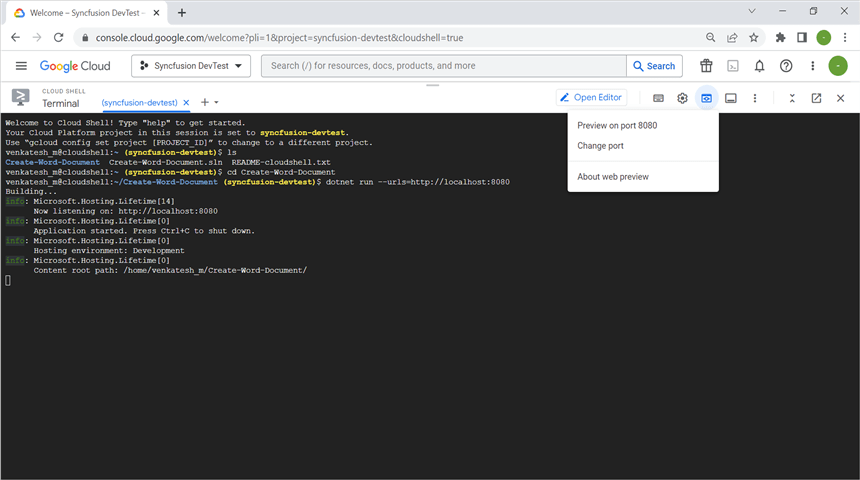 Welcome – Syncfusion DevTest –
console.cloud.google.com/welcome?pli=1&project=syncfusion-devtest&cloudshell=true
Google Cloud
Syncfusion DevTest
Search (/) for resources, docs, products, and more
Search
CLOUD SHELL
Terminal
(syncfusion-devtest)
Open Editor
Preview on port 8080
Change port
About web preview
Welcome to Cloud Shell! Type "help" to get started.
Your Cloud Platform project in this session is set to syncfusion-devtest.
Use “gcloud config set project [PROJECT_ID]” to change to a different project.
venkatesh_m@cloudshell:~ (syncfusion-devtest)$ ls
Create-Word-Document Create-Word-Document.sln README-cloudshell.txt
venkatesh_m@cloudshell:~ (syncfusion-devtest)$ cd Create-Word-Document
venkatesh_m@cloudshell:~/Create-Word-Document (syncfusion-devtest)$ dotnet run --urls=http://localhost:8080
Building...
info: Microsoft.Hosting.Lifetime[14]
Now listening on: http://localhost:8080
info: Microsoft.Hosting.Lifetime[0]
Application started. Press Ctrl+C to shut down.
info: Microsoft.Hosting.Lifetime[0]
Hosting environment: Development
info: Microsoft.Hosting.Lifetime[0]
Content root path: /home/venkatesh_m/Create-Word-Document/